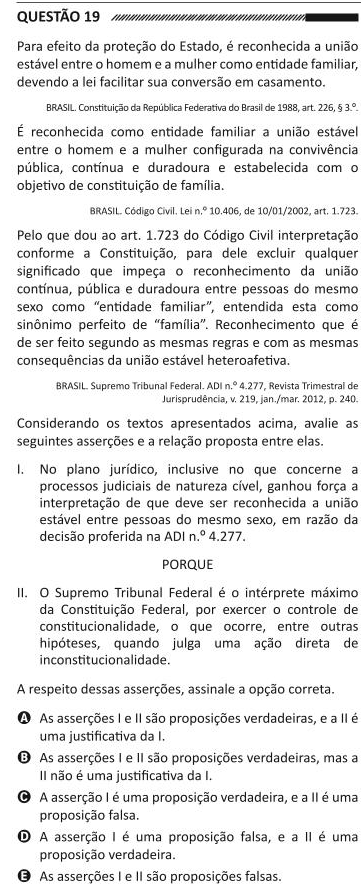 QUESTÃO 19
Para efeito da proteção do Estado, é reconhecida a união
estável entre o homem e a mulher como entidade familiar,
devendo a lei facilitar sua conversão em casamento.
BRASIL. Constituição da República Federativa do Brasil de 1988, art. 226, § 3.º.
É reconhecida como entidade familiar a união estável
entre o homem e a mulher configurada na convivência
pública, contínua e duradoura e estabelecida com o
objetivo de constituição de família.
BRASIL. Código Civil. Lei n.º 10.406, de 10/01/2002, art. 1.723.
Pelo que dou ao art. 1.723 do Código Civil interpretação
conforme a Constituição, para dele excluir qualquer
significado que impeça o reconhecimento da união
contínua, pública e duradoura entre pessoas do mesmo
sexo como “entidade familiar”, entendida esta como
sinônimo perfeito de “família”. Reconhecimento que é
de ser feito segundo as mesmas regras e com as mesmas
consequências da união estável heteroafetiva.
BRASIL. Supremo Tribunal Federal. ADI n.º 4.277, Revista Trimestral de
Jurisprudência, v. 219, jan./mar. 2012, p. 240.
Considerando os textos apresentados acima, avalie as
seguintes asserções e a relação proposta entre elas.
I. No plano jurídico, inclusive no que concerne a
processos judiciais de natureza cível, ganhou força a
interpretação de que deve ser reconhecida a união
estável entre pessoas do mesmo sexo, em razão da
decisão proferida na ADI n.º 4.277.
PORQUE
II. O Supremo Tribunal Federal é o intérprete máximo
da Constituição Federal, por exercer o controle de
constitucionalidade, o que ocorre, entre outras
hipóteses, quando julga uma ação direta de
inconstitucionalidade.
A respeito dessas asserções, assinale a opção correta.
A As asserções I e II são proposições verdadeiras, e a II é
uma justificativa da I.
B As asserções I e II são proposições verdadeiras, mas a
II não é uma justificativa da I.
C A asserção I é uma proposição verdadeira, e a II é uma
proposição falsa.
D A asserção I é uma proposição falsa, e a II é uma
proposição verdadeira.
E As asserções I e II são proposições falsas.